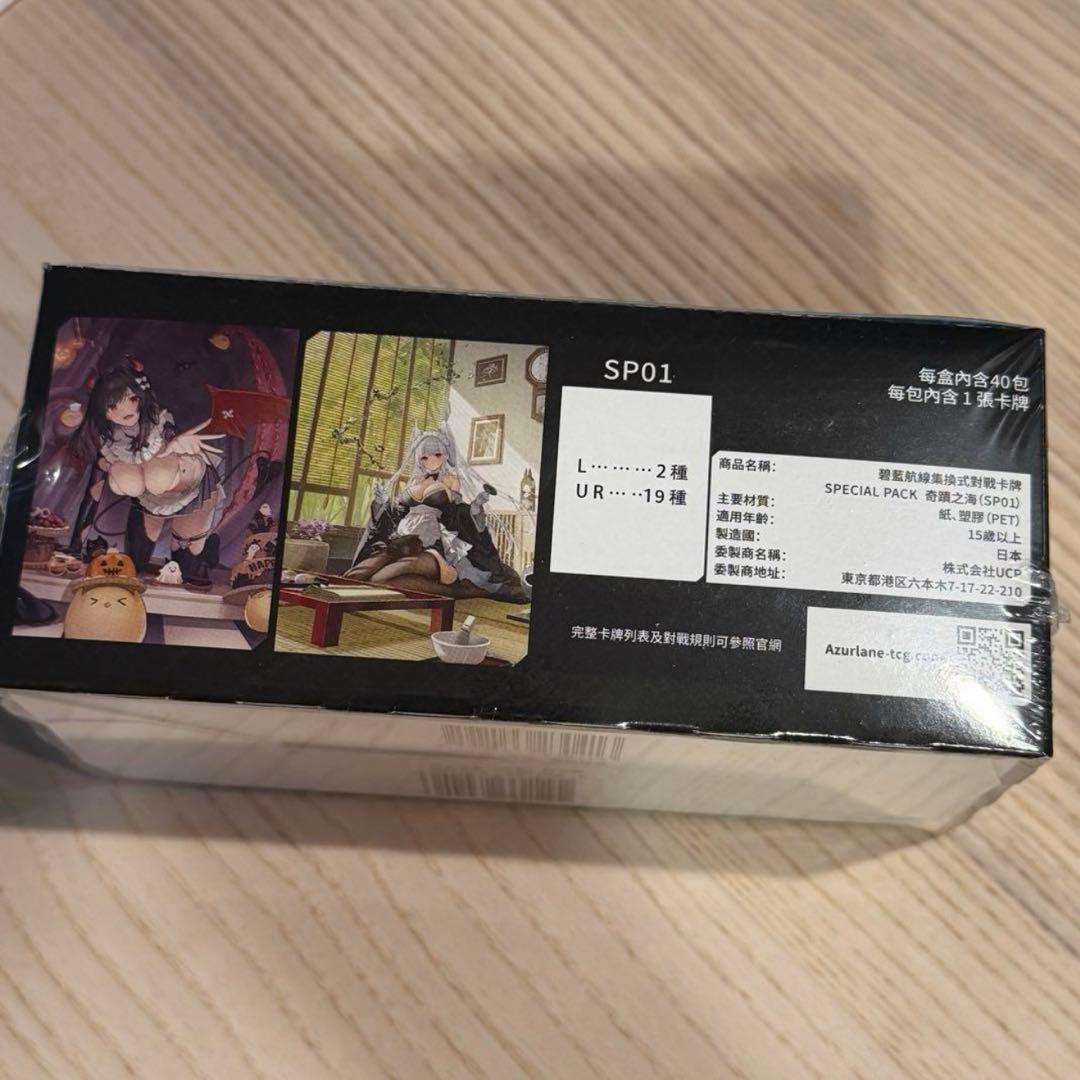 SP01
L………2種
UR…‥19種
每盒內含40包
每包內含1張卡牌
商品名稱：
碧藍航線集換式對戰卡牌
SPECIAL PACK 奇蹟之海(SP01)
主要材質： 紙、塑膠(PET)
適用年齡： 15歲以上
製造國： 日本
委製商名稱： 株式会社UCP
委製商地址： 東京都港区六本木7-17-22-210
完整卡牌列表及對戰規則可參照官網
Azurlane-tcg.com